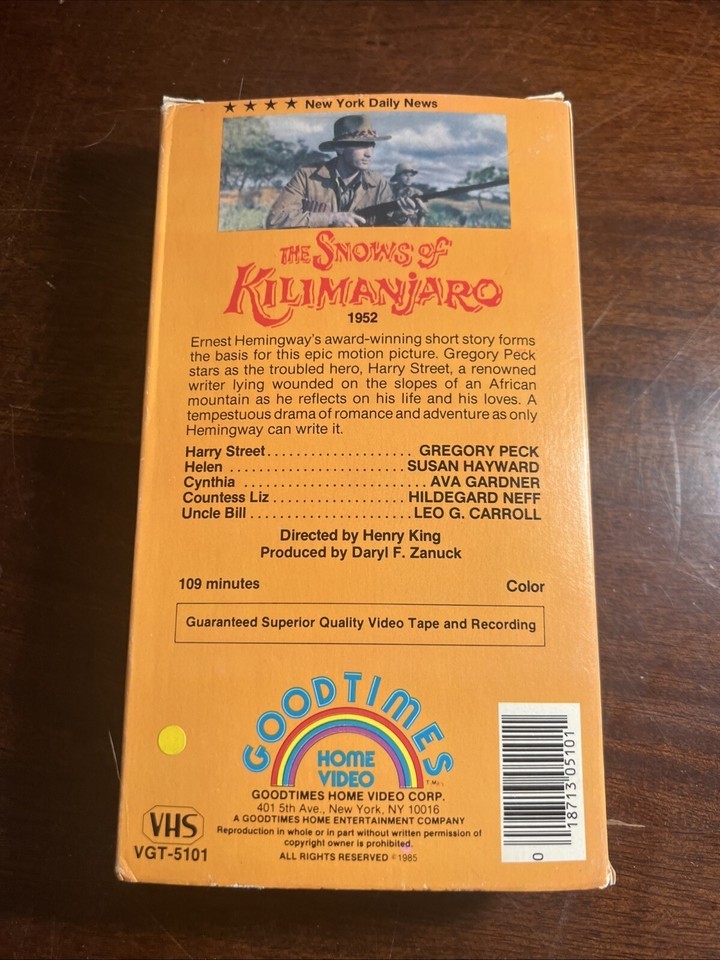 ★ ★ ★ ★ New York Daily News
THE SNOWS of
KILIMANJARO
1952
Ernest Hemingway's award-winning short story forms
the basis for this epic motion picture. Gregory Peck
stars as the troubled hero, Harry Street, a renowned
writer lying wounded on the slopes of an African
mountain as he reflects on his life and his loves. A
tempestuous drama of romance and adventure as only
Hemingway can write it.
Harry Street.................... GREGORY PECK
Helen .......................SUSAN HAYWARD
Cynthia ........................AVA GARDNER
Countess Liz ................. HILDEGARD NEFF
Uncle Bill .....................LEO G. CARROLL
Directed by Henry King
Produced by Daryl F. Zanuck
109 minutes Color
Guaranteed Superior Quality Video Tape and Recording
GOODTIMES
HOME
VIDEO
T.M.
GOODTIMES HOME VIDEO CORP.
401 5th Ave., New York, NY 10016
A GOODTIMES HOME ENTERTAINMENT COMPANY
Reproduction in whole or in part without written permission of
copyright owner is prohibited.
ALL RIGHTS RESERVED ©1985
VHS
VGT-5101
0 18713 05101